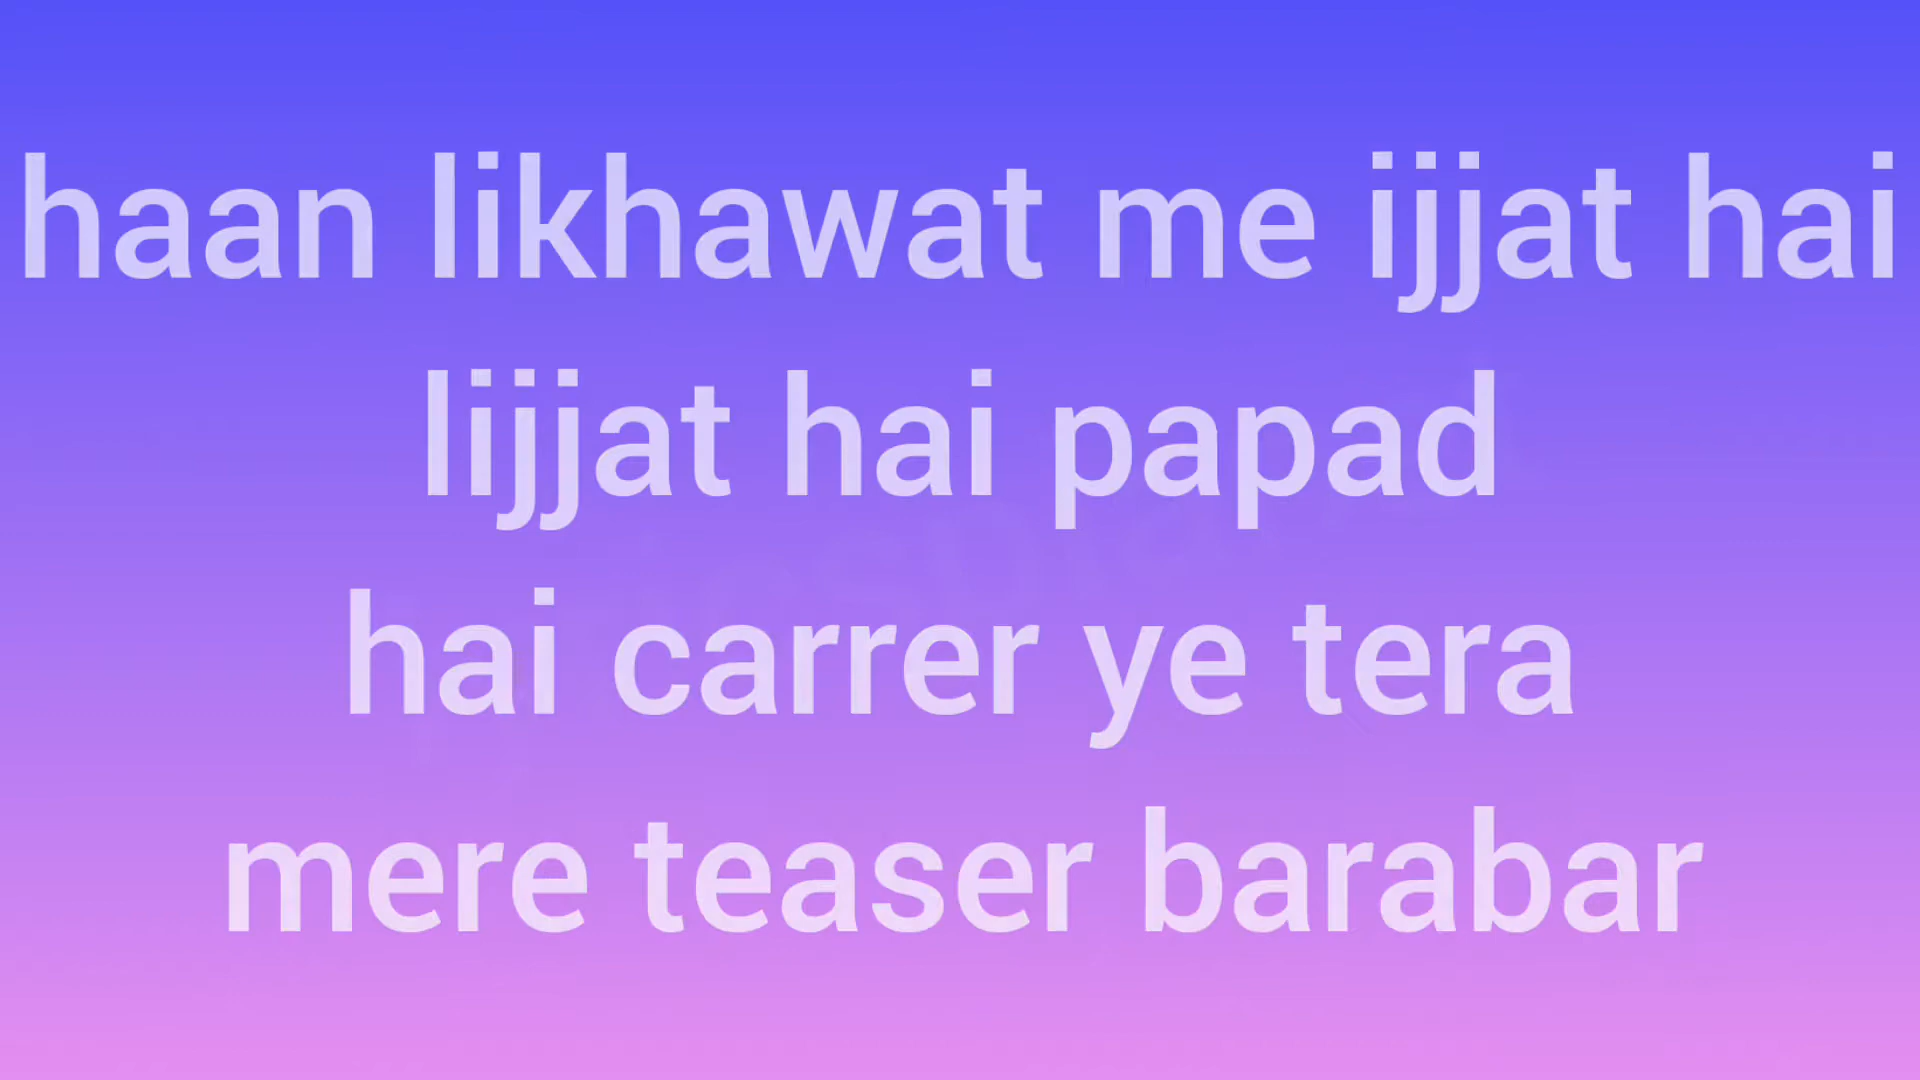 haan likhawat me ijjat hai
lijjat hai papad
hai carrer ye tera
mere teaser barabar